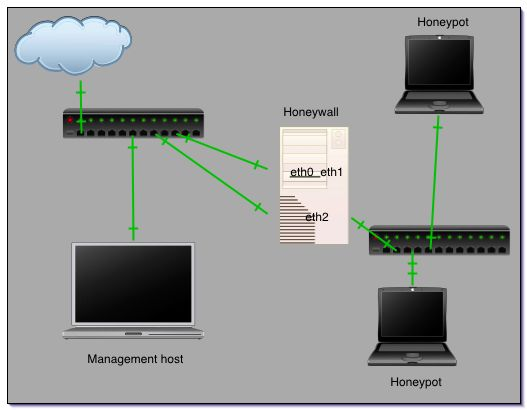 Honeypot
Honeywall
eth0 eth1
eth2
Management host
Honeypot